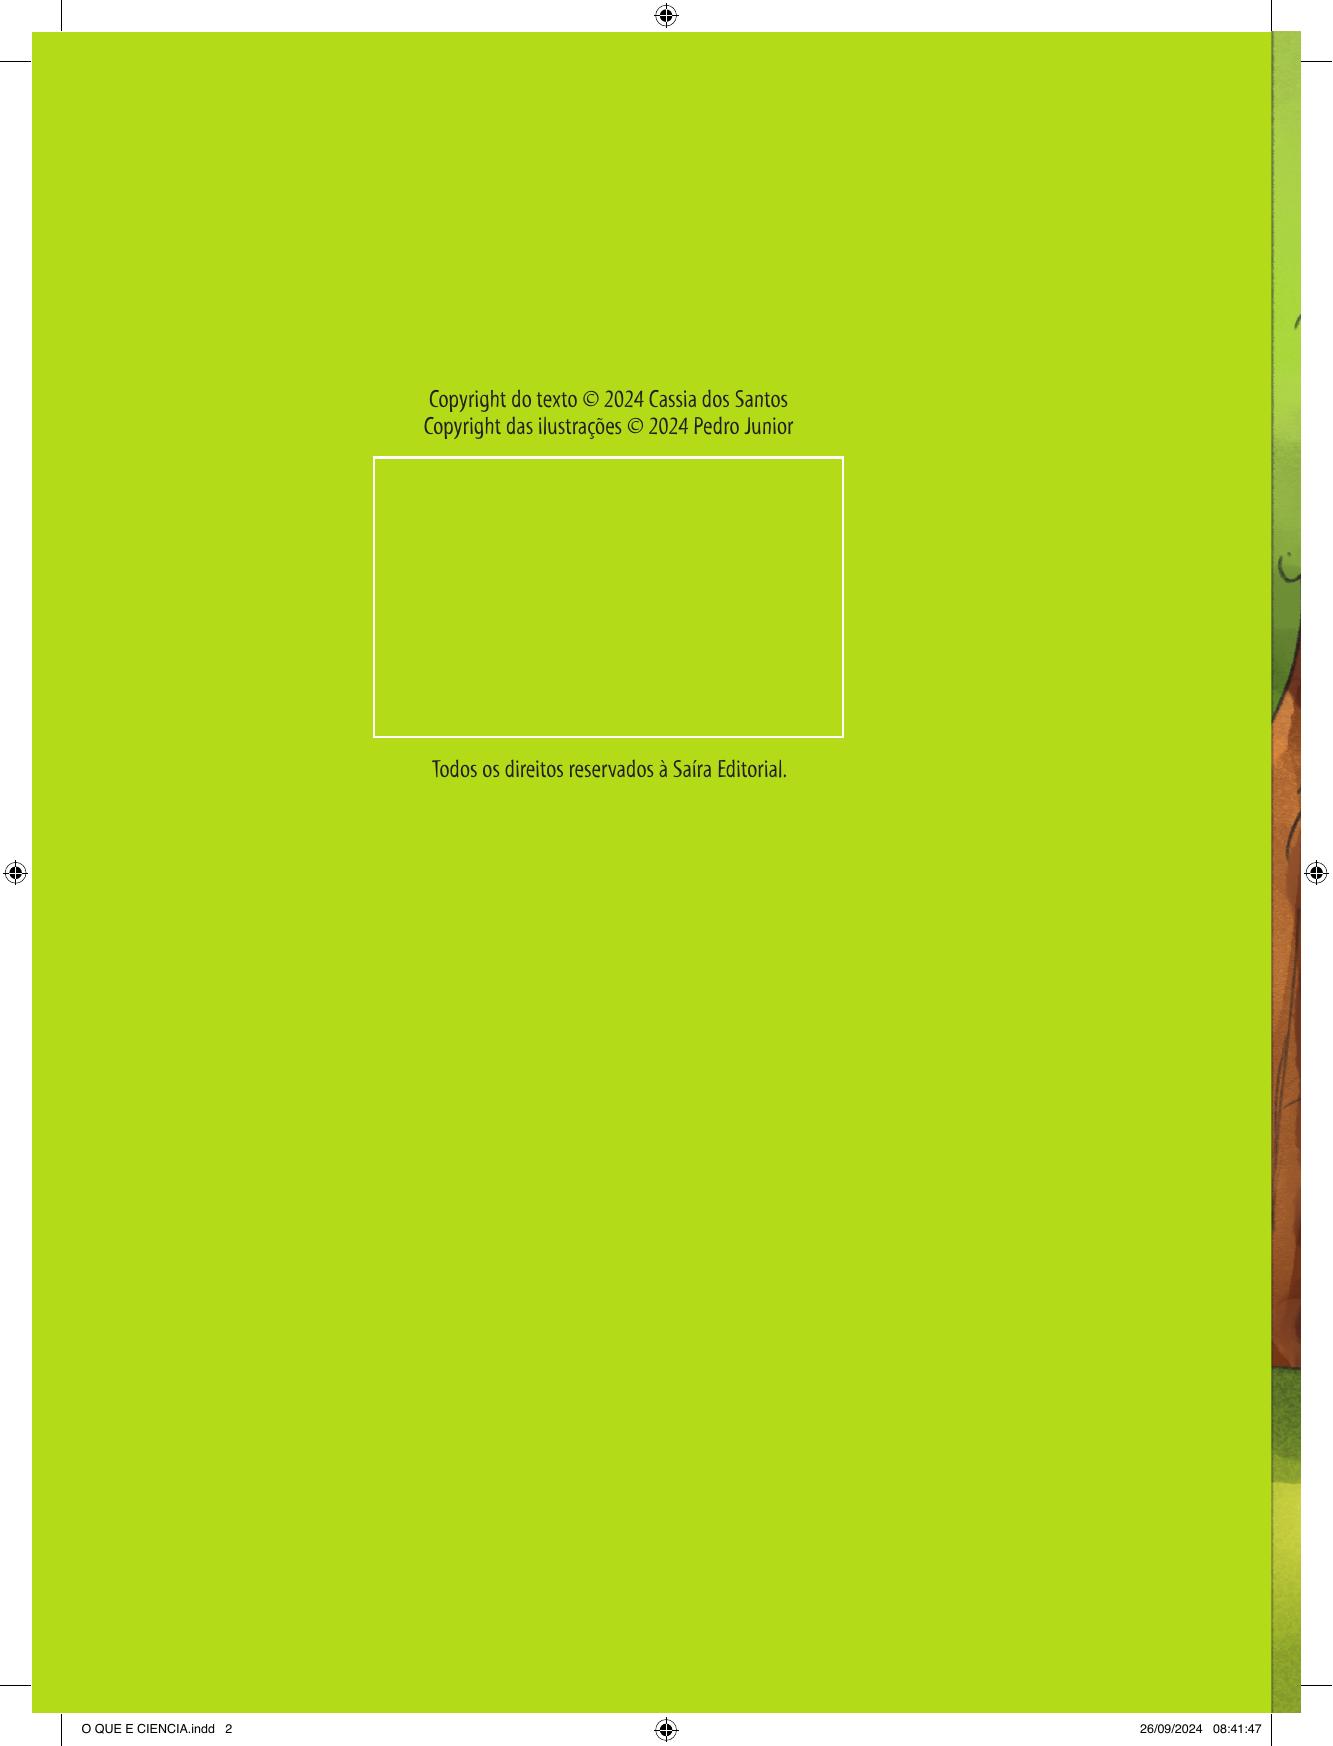 Copyright do texto © 2024 Cassia dos Santos
Copyright das ilustrações © 2024 Pedro Junior
Todos os direitos reservados à Saíra Editorial.
O QUE E CIENCIA.indd   2
26/09/2024   08:41:47